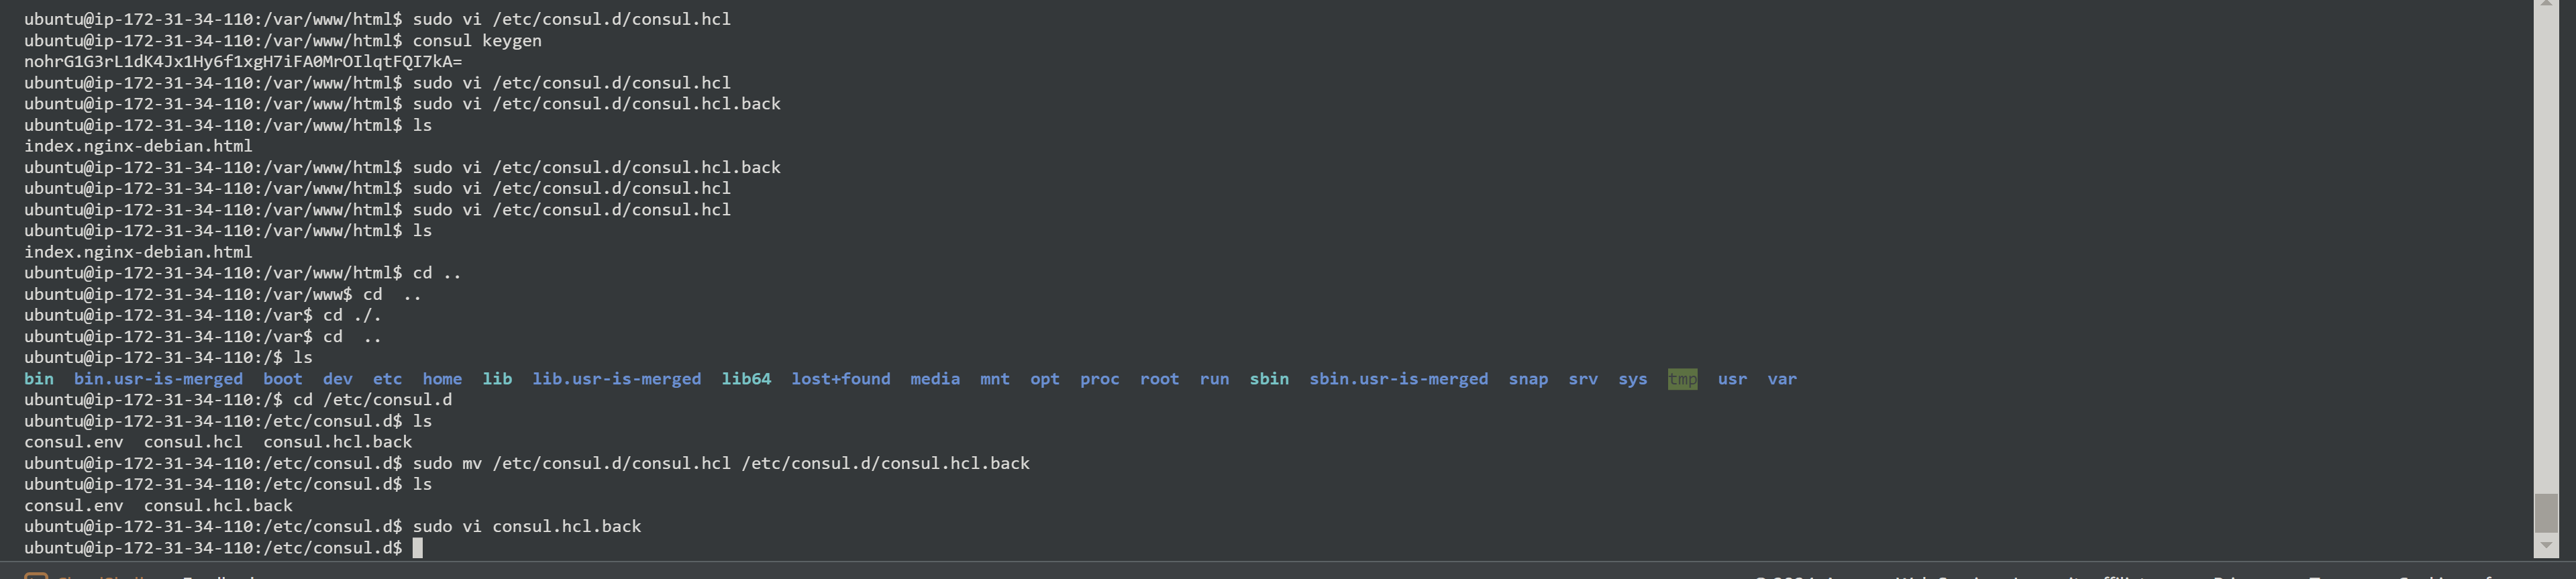 ubuntu@ip-172-31-34-110:/var/www/html$ sudo vi /etc/consul.d/consul.hcl
ubuntu@ip-172-31-34-110:/var/www/html$ consul keygen
nohrG1G3rL1dK4Jx1Hy6f1xgH7iFA0MrOIlqtFQI7kA=
ubuntu@ip-172-31-34-110:/var/www/html$ sudo vi /etc/consul.d/consul.hcl
ubuntu@ip-172-31-34-110:/var/www/html$ sudo vi /etc/consul.d/consul.hcl.back
ubuntu@ip-172-31-34-110:/var/www/html$ ls
index.nginx-debian.html
ubuntu@ip-172-31-34-110:/var/www/html$ sudo vi /etc/consul.d/consul.hcl.back
ubuntu@ip-172-31-34-110:/var/www/html$ sudo vi /etc/consul.d/consul.hcl
ubuntu@ip-172-31-34-110:/var/www/html$ sudo vi /etc/consul.d/consul.hcl
ubuntu@ip-172-31-34-110:/var/www/html$ ls
index.nginx-debian.html
ubuntu@ip-172-31-34-110:/var/www/html$ cd ..
ubuntu@ip-172-31-34-110:/var/www$ cd  ..
ubuntu@ip-172-31-34-110:/var$ cd ./.
ubuntu@ip-172-31-34-110:/var$ cd  ..
ubuntu@ip-172-31-34-110:/$ ls
bin  bin.usr-is-merged  boot  dev  etc  home  lib  lib.usr-is-merged  lib64  lost+found  media  mnt  opt  proc  root  run  sbin  sbin.usr-is-merged  snap  srv  sys  tmp  usr  var
ubuntu@ip-172-31-34-110:/$ cd /etc/consul.d
ubuntu@ip-172-31-34-110:/etc/consul.d$ ls
consul.env  consul.hcl  consul.hcl.back
ubuntu@ip-172-31-34-110:/etc/consul.d$ sudo mv /etc/consul.d/consul.hcl /etc/consul.d/consul.hcl.back
ubuntu@ip-172-31-34-110:/etc/consul.d$ ls
consul.env  consul.hcl.back
ubuntu@ip-172-31-34-110:/etc/consul.d$ sudo vi consul.hcl.back
ubuntu@ip-172-31-34-110:/etc/consul.d$